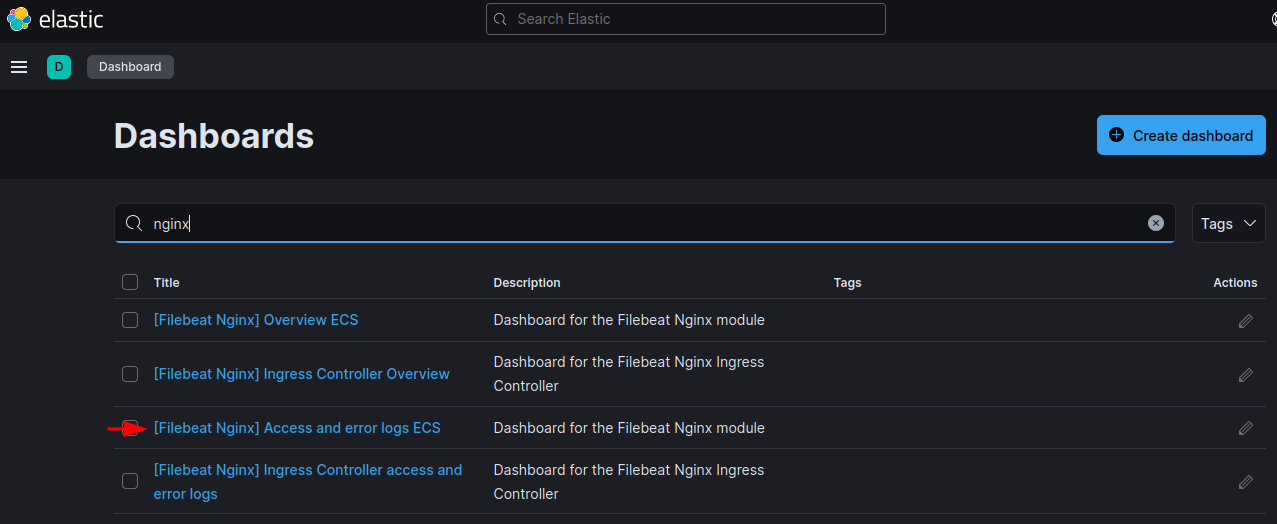 elastic
Search Elastic
D
Dashboard
Dashboards
Create dashboard
nginx
Tags
Title
Description
Tags
Actions
[Filebeat Nginx] Overview ECS
Dashboard for the Filebeat Nginx module
[Filebeat Nginx] Ingress Controller Overview
Dashboard for the Filebeat Nginx Ingress
Controller
[Filebeat Nginx] Access and error logs ECS
Dashboard for the Filebeat Nginx module
[Filebeat Nginx] Ingress Controller access and
error logs
Dashboard for the Filebeat Nginx Ingress
Controller